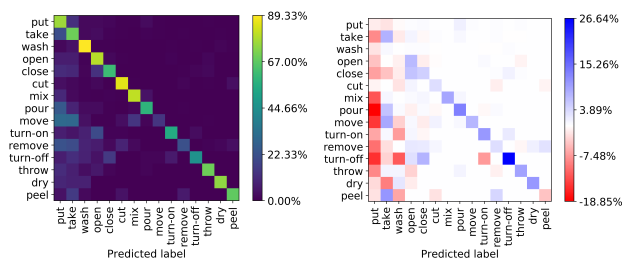 put
take
wash
open
close
cut
mix
pour
move
turn-on
remove
turn-off
throw
dry
peel
put
take
wash
open
close
cut
mix
pour
move
turn-on
remove
turn-off
throw
dry
peel
Predicted label
89.33%
67.00%
44.66%
22.33%
0.00%
put
take
wash
open
close
cut
mix
pour
move
turn-on
remove
turn-off
throw
dry
peel
put
take
wash
open
close
cut
mix
pour
move
turn-on
remove
turn-off
throw
dry
peel
Predicted label
26.64%
15.26%
3.89%
-7.48%
-18.85%